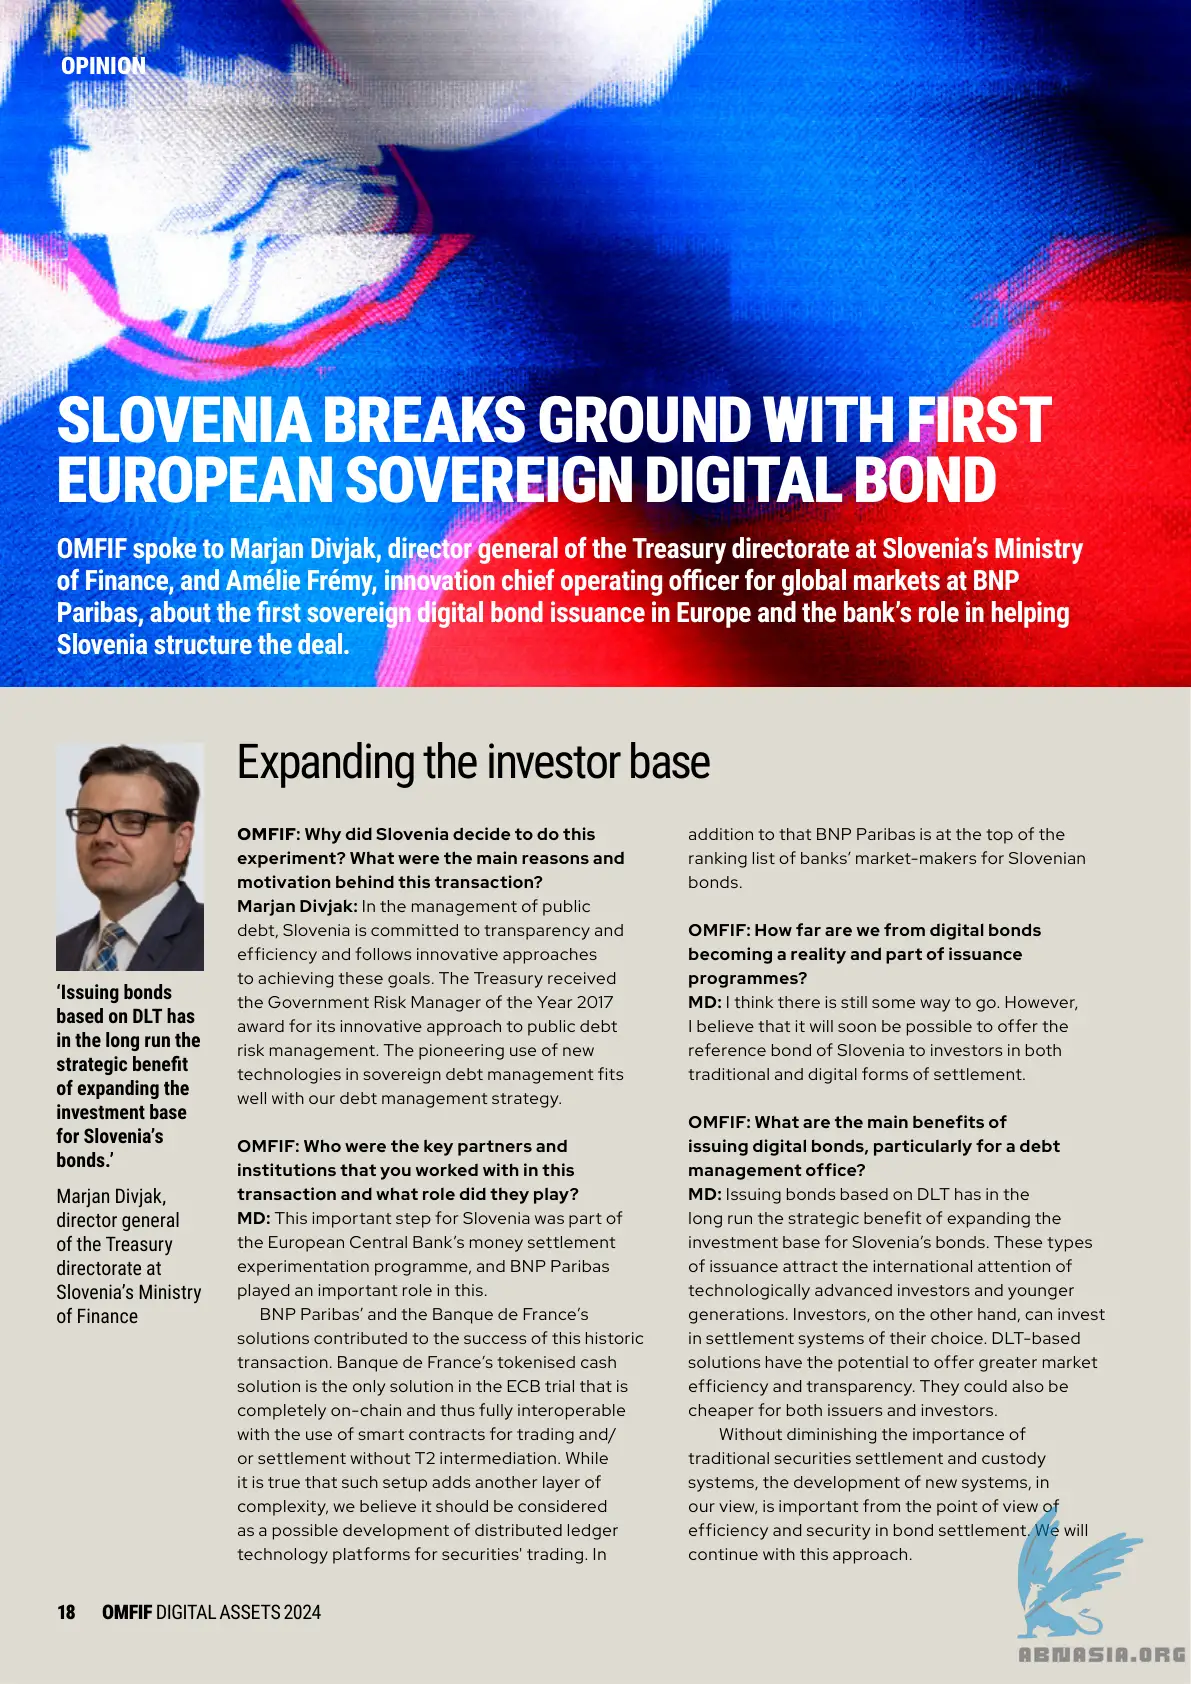 OPINION
SLOVENIA BREAKS GROUND WITH FIRST
EUROPEAN SOVEREIGN DIGITAL BOND
OMFIF spoke to Marjan Divjak, director general of the Treasury directorate at Slovenia’s Ministry
of Finance, and Amélie Frémy, innovation chief operating officer for global markets at BNP
Paribas, about the first sovereign digital bond issuance in Europe and the bank’s role in helping
Slovenia structure the deal.
‘Issuing bonds
based on DLT has
in the long run the
strategic benefit
of expanding the
investment base
for Slovenia’s
bonds.’
Marjan Divjak,
director general
of the Treasury
directorate at
Slovenia’s Ministry
of Finance
Expanding the investor base
OMFIF: Why did Slovenia decide to do this
experiment? What were the main reasons and
motivation behind this transaction?
Marjan Divjak: In the management of public
debt, Slovenia is committed to transparency and
efficiency and follows innovative approaches
to achieving these goals. The Treasury received
the Government Risk Manager of the Year 2017
award for its innovative approach to public debt
risk management. The pioneering use of new
technologies in sovereign debt management fits
well with our debt management strategy.
OMFIF: Who were the key partners and
institutions that you worked with in this
transaction and what role did they play?
MD: This important step for Slovenia was part of
the European Central Bank’s money settlement
experimentation programme, and BNP Paribas
played an important role in this.
BNP Paribas’ and the Banque de France’s
solutions contributed to the success of this historic
transaction. Banque de France’s tokenised cash
solution is the only solution in the ECB trial that is
completely on-chain and thus fully interoperable
with the use of smart contracts for trading and/
or settlement without T2 intermediation. While
it is true that such setup adds another layer of
complexity, we believe it should be considered
as a possible development of distributed ledger
technology platforms for securities' trading. In
addition to that BNP Paribas is at the top of the
ranking list of banks’ market-makers for Slovenian
bonds.
OMFIF: How far are we from digital bonds
becoming a reality and part of issuance
programmes?
MD: I think there is still some way to go. However,
I believe that it will soon be possible to offer the
reference bond of Slovenia to investors in both
traditional and digital forms of settlement.
OMFIF: What are the main benefits of
issuing digital bonds, particularly for a debt
management office?
MD: Issuing bonds based on DLT has in the
long run the strategic benefit of expanding the
investment base for Slovenia’s bonds. These types
of issuance attract the international attention of
technologically advanced investors and younger
generations. Investors, on the other hand, can invest
in settlement systems of their choice. DLT-based
solutions have the potential to offer greater market
efficiency and transparency. They could also be
cheaper for both issuers and investors.
Without diminishing the importance of
traditional securities settlement and custody
systems, the development of new systems, in
our view, is important from the point of view of
efficiency and security in bond settlement. We will
continue with this approach.
18 OMFIF DIGITAL ASSETS 2024
ABNASIA.ORG